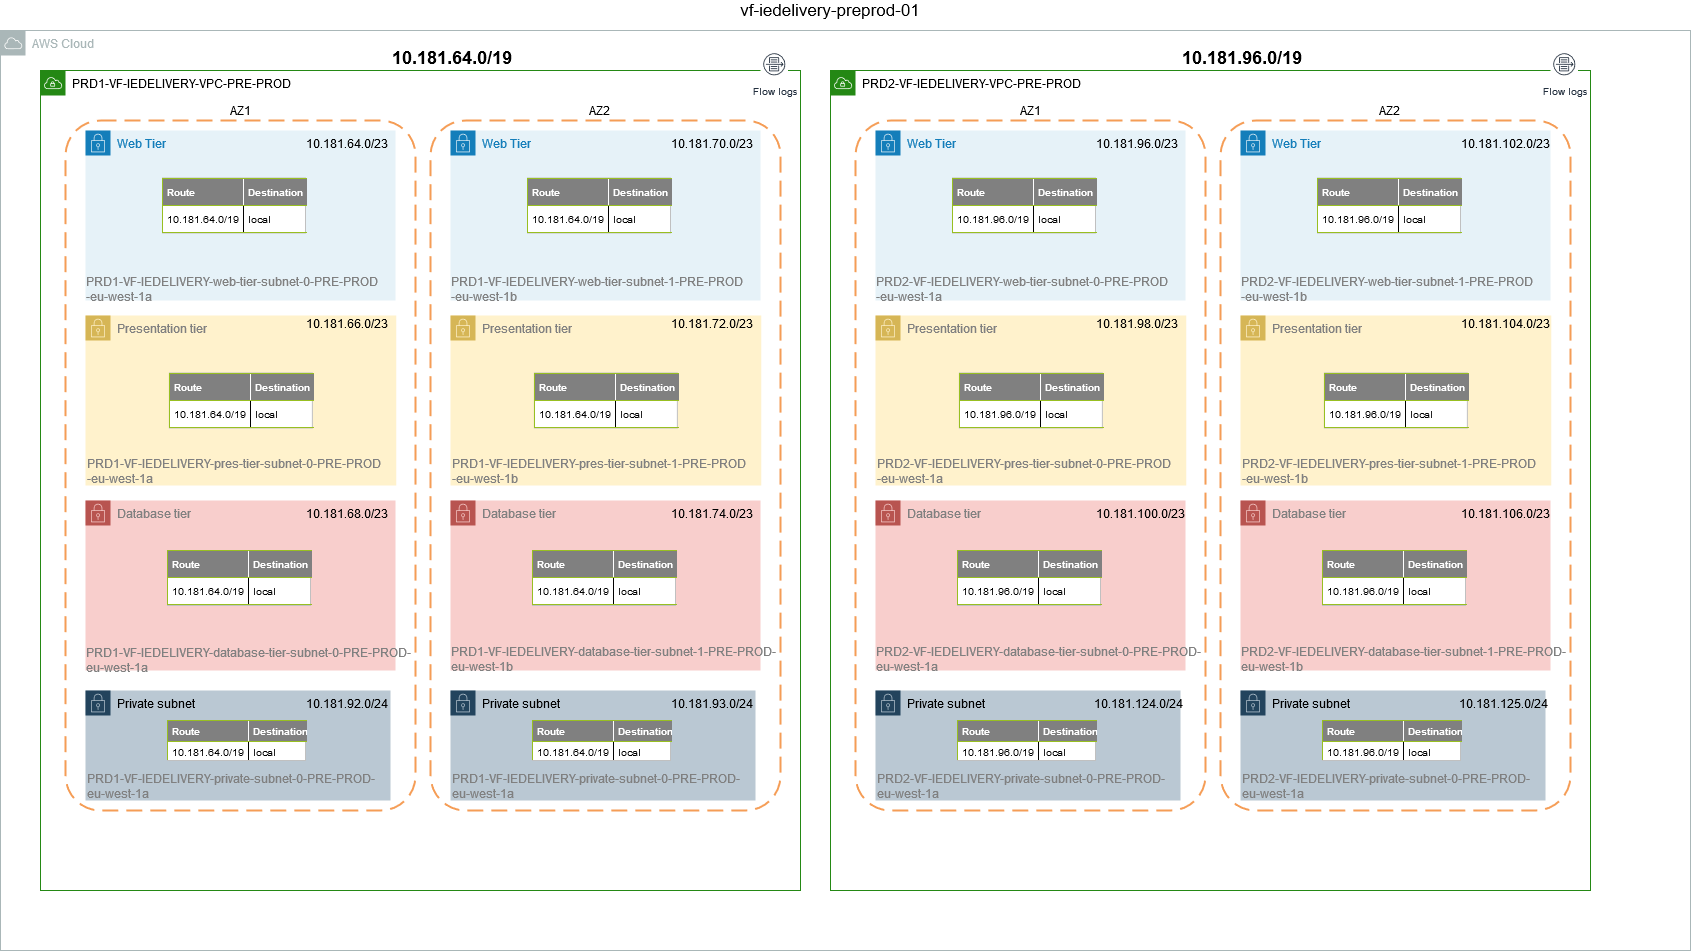 vf-iedelivery-preprod-01
AWS Cloud
10.181.64.0/19
PRD1-VF-IEDELIVERY-VPC-PRE-PROD
Flow logs
AZ1
Web Tier
10.181.64.0/23
Route Destination
10.181.64.0/19 local
PRD1-VF-IEDELIVERY-web-tier-subnet-0-PRE-PROD
-eu-west-1a
Presentation tier
10.181.66.0/23
Route Destination
10.181.64.0/19 local
PRD1-VF-IEDELIVERY-pres-tier-subnet-0-PRE-PROD
-eu-west-1a
Database tier
10.181.68.0/23
Route Destination
10.181.64.0/19 local
PRD1-VF-IEDELIVERY-database-tier-subnet-0-PRE-PROD-
eu-west-1a
Private subnet
10.181.92.0/24
Route Destination
10.181.64.0/19 local
PRD1-VF-IEDELIVERY-private-subnet-0-PRE-PROD-
eu-west-1a
AZ2
Web Tier
10.181.70.0/23
Route Destination
10.181.64.0/19 local
PRD1-VF-IEDELIVERY-web-tier-subnet-1-PRE-PROD
-eu-west-1b
Presentation tier
10.181.72.0/23
Route Destination
10.181.64.0/19 local
PRD1-VF-IEDELIVERY-pres-tier-subnet-1-PRE-PROD
-eu-west-1b
Database tier
10.181.74.0/23
Route Destination
10.181.64.0/19 local
PRD1-VF-IEDELIVERY-database-tier-subnet-1-PRE-PROD-
eu-west-1b
Private subnet
10.181.93.0/24
Route Destination
10.181.64.0/19 local
PRD1-VF-IEDELIVERY-private-subnet-0-PRE-PROD-
eu-west-1a
10.181.96.0/19
PRD2-VF-IEDELIVERY-VPC-PRE-PROD
Flow logs
AZ1
Web Tier
10.181.96.0/23
Route Destination
10.181.96.0/19 local
PRD2-VF-IEDELIVERY-web-tier-subnet-0-PRE-PROD
-eu-west-1a
Presentation tier
10.181.98.0/23
Route Destination
10.181.96.0/19 local
PRD2-VF-IEDELIVERY-pres-tier-subnet-0-PRE-PROD
-eu-west-1a
Database tier
10.181.100.0/23
Route Destination
10.181.96.0/19 local
PRD2-VF-IEDELIVERY-database-tier-subnet-0-PRE-PROD-
eu-west-1a
Private subnet
10.181.124.0/24
Route Destination
10.181.96.0/19 local
PRD2-VF-IEDELIVERY-private-subnet-0-PRE-PROD-
eu-west-1a
AZ2
Web Tier
10.181.102.0/23
Route Destination
10.181.96.0/19 local
PRD2-VF-IEDELIVERY-web-tier-subnet-1-PRE-PROD
-eu-west-1b
Presentation tier
10.181.104.0/23
Route Destination
10.181.96.0/19 local
PRD2-VF-IEDELIVERY-pres-tier-subnet-1-PRE-PROD
-eu-west-1b
Database tier
10.181.106.0/23
Route Destination
10.181.96.0/19 local
PRD2-VF-IEDELIVERY-database-tier-subnet-1-PRE-PROD-
eu-west-1b
Private subnet
10.181.125.0/24
Route Destination
10.181.96.0/19 local
PRD2-VF-IEDELIVERY-private-subnet-0-PRE-PROD-
eu-west-1a